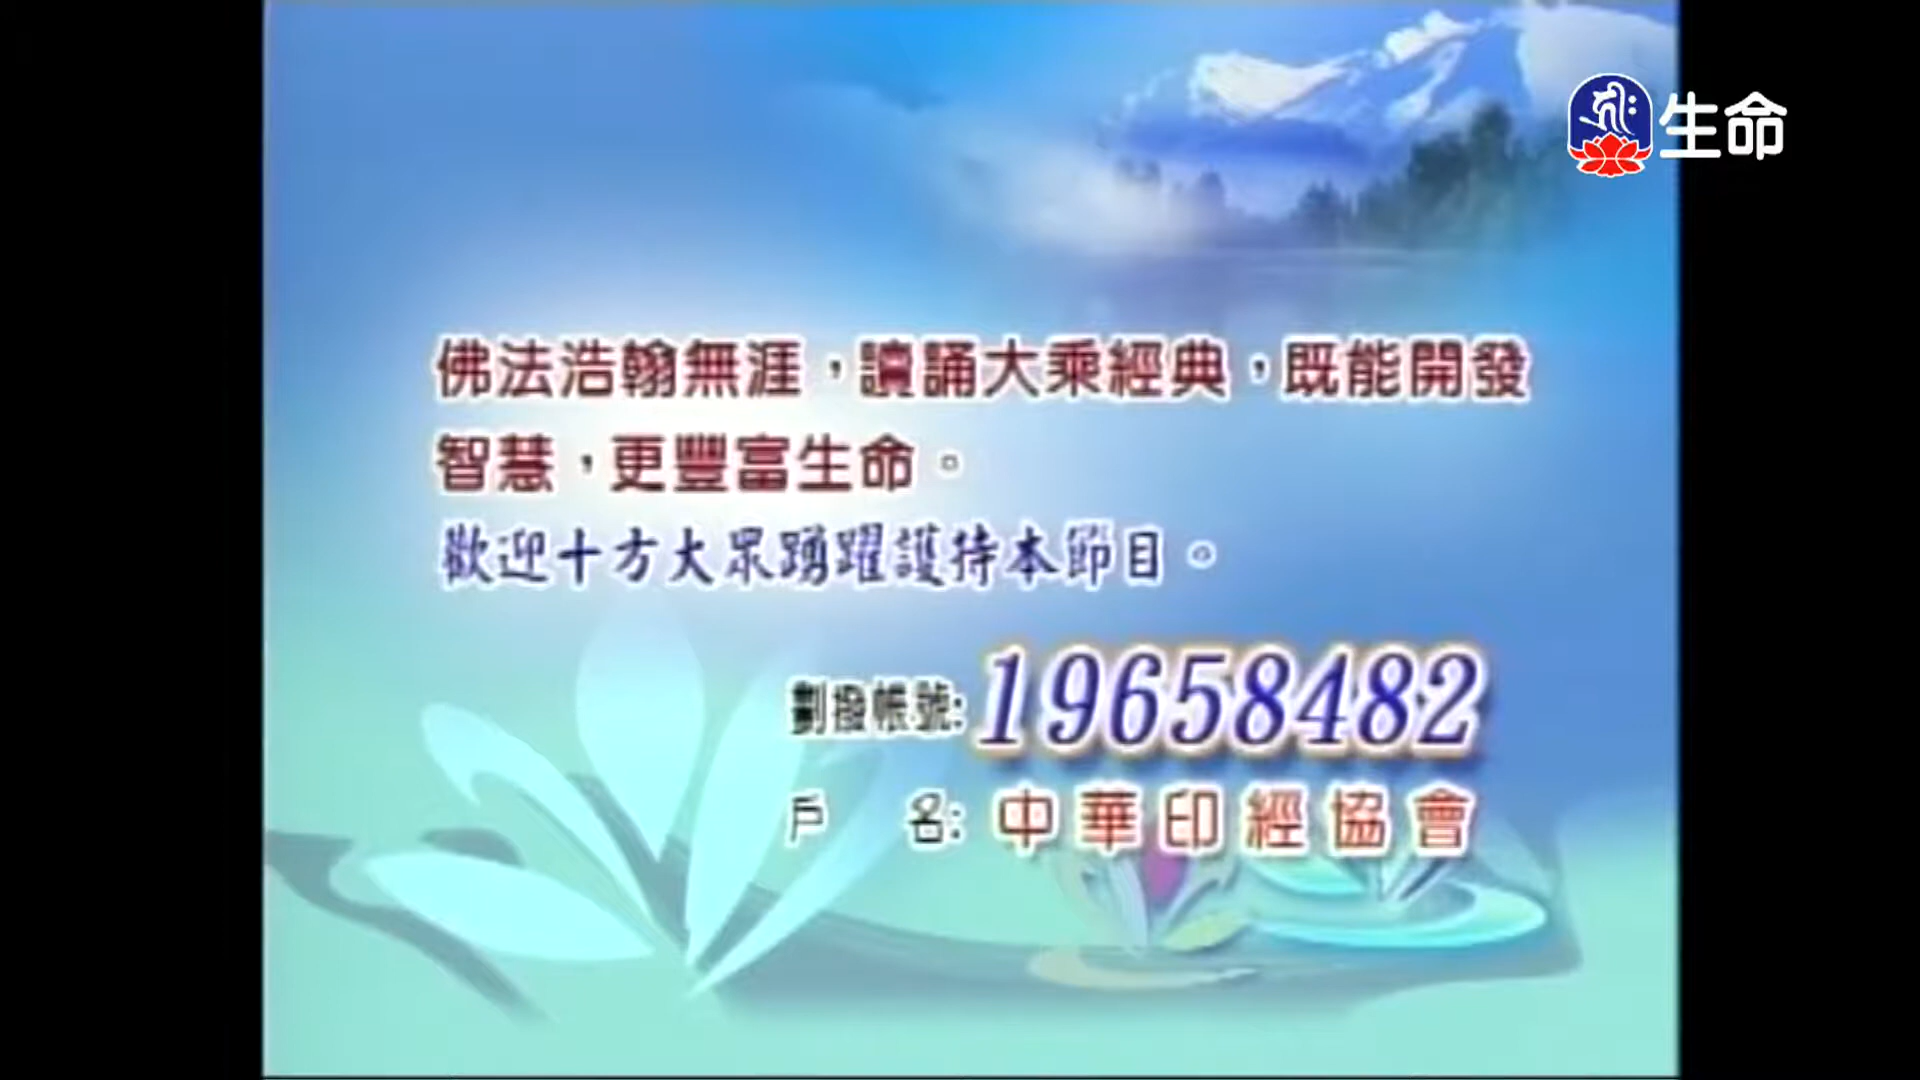 生命
佛法浩翰無涯，讀誦大乘經典，既能開發
智慧，更豐富生命。
歡迎十方大眾踴躍護持本節目。
劃撥帳號:19658482
戶 名:中華印經協會